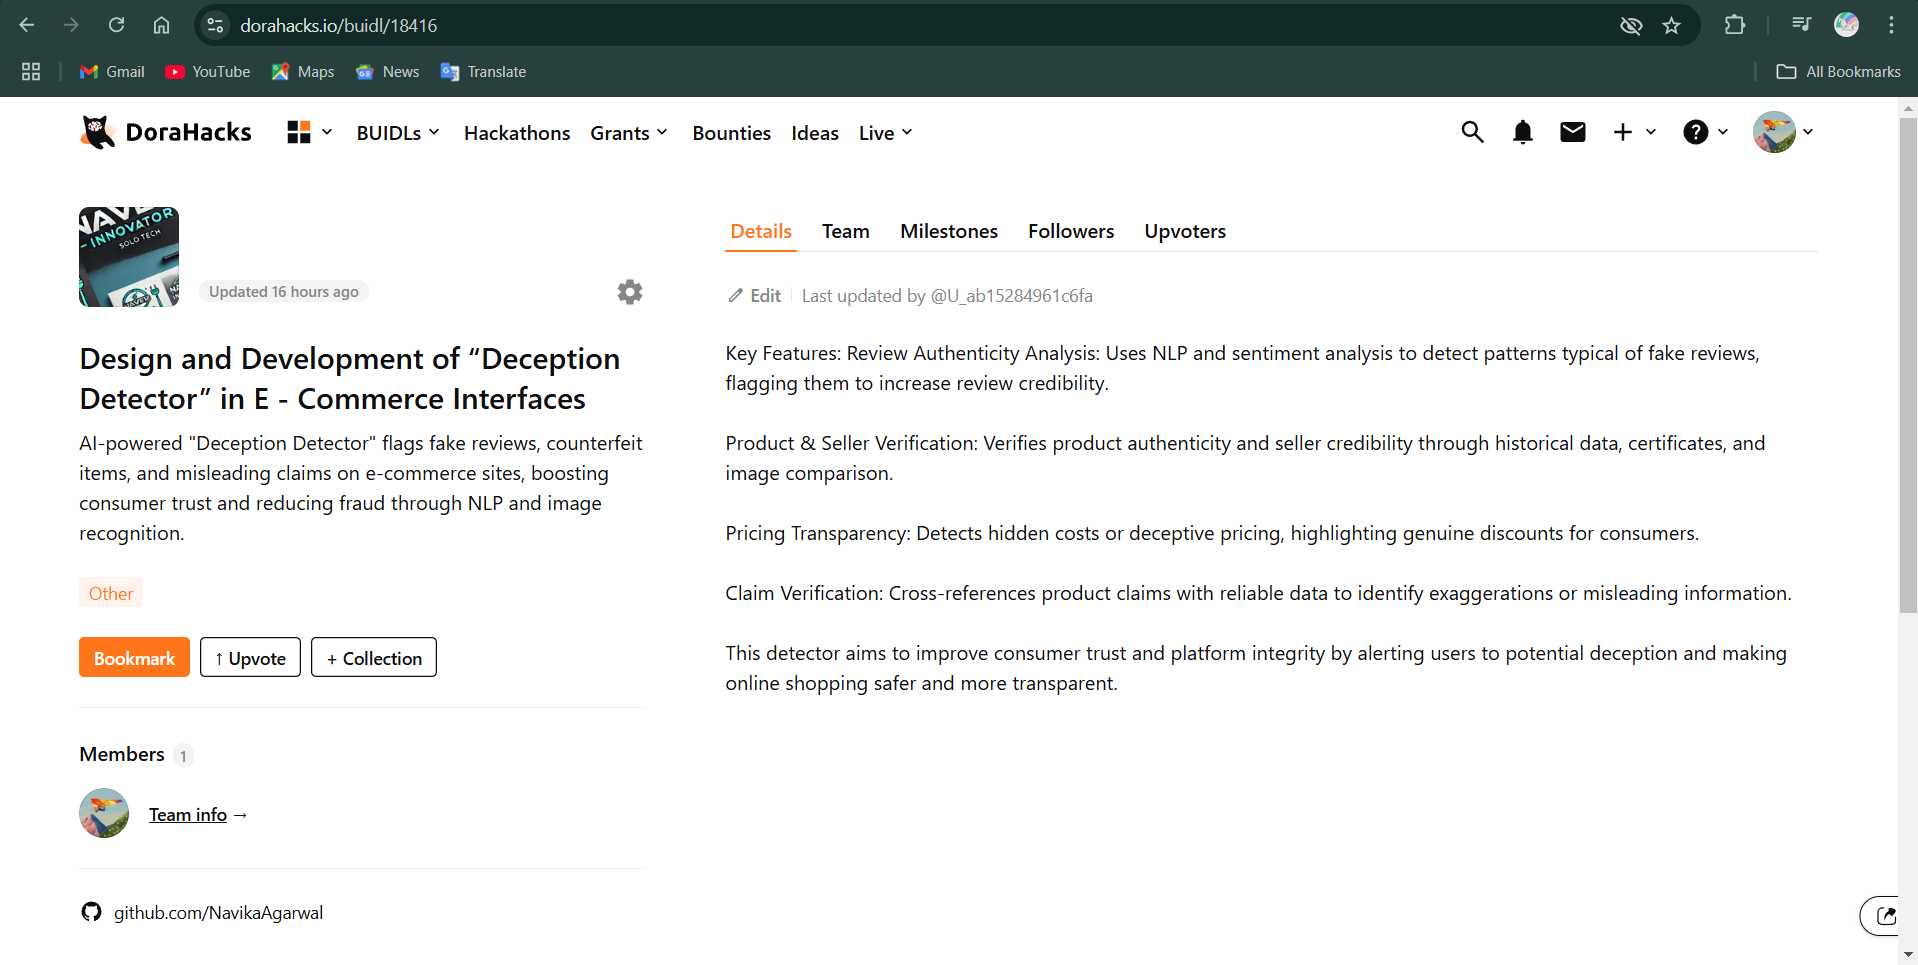 dorahacks.io/buidl/18416
Gmail
YouTube
Maps
News
Translate
All Bookmarks
DoraHacks
BUIDLs
Hackathons
Grants
Bounties
Ideas
Live
INNOVATOR
SOLO TECH
Updated 16 hours ago
Design and Development of “Deception
Detector” in E - Commerce Interfaces
AI-powered "Deception Detector" flags fake reviews, counterfeit
items, and misleading claims on e-commerce sites, boosting
consumer trust and reducing fraud through NLP and image
recognition.
Other
Bookmark
↑ Upvote
+ Collection
Members 1
Team info →
github.com/NavikaAgarwal
Details
Team
Milestones
Followers
Upvoters
Edit
Last updated by @U_ab15284961c6fa
Key Features: Review Authenticity Analysis: Uses NLP and sentiment analysis to detect patterns typical of fake reviews,
flagging them to increase review credibility.
Product & Seller Verification: Verifies product authenticity and seller credibility through historical data, certificates, and
image comparison.
Pricing Transparency: Detects hidden costs or deceptive pricing, highlighting genuine discounts for consumers.
Claim Verification: Cross-references product claims with reliable data to identify exaggerations or misleading information.
This detector aims to improve consumer trust and platform integrity by alerting users to potential deception and making
online shopping safer and more transparent.